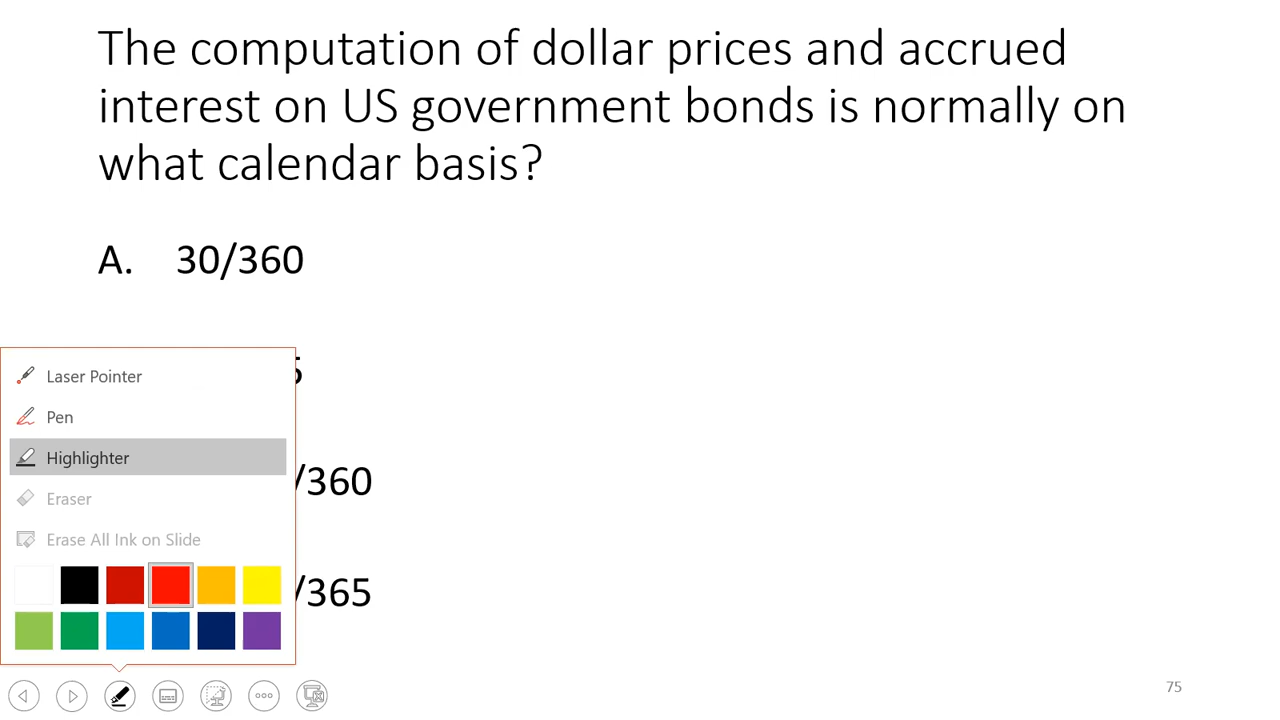 The computation of dollar prices and accrued
interest on US government bonds is normally on
what calendar basis?
A. 30/360
5
Laser Pointer
Pen
Highlighter
/360
Eraser
Erase All Ink on Slide
/365
75